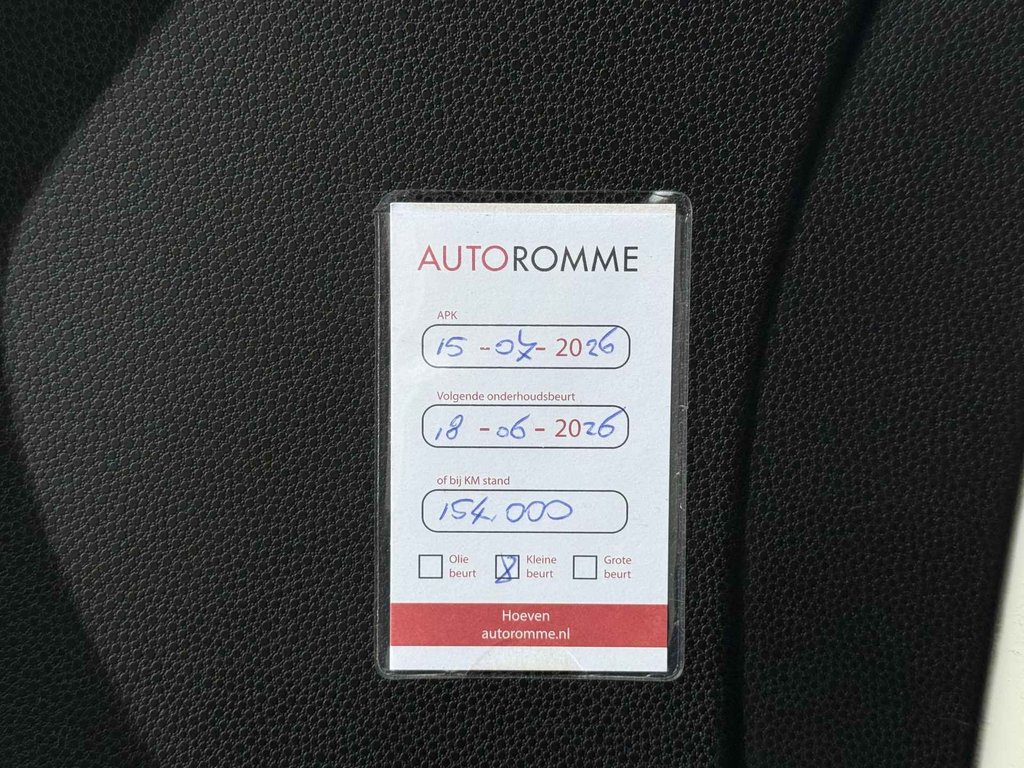 AUTOROMME
APK
15 - 07 - 2026
Volgende onderhoudsbeurt
18 - 06 - 2026
of bij KM stand
154.000
Olie beurt
Kleine beurt
Grote beurt
Hoeven
autoromme.nl